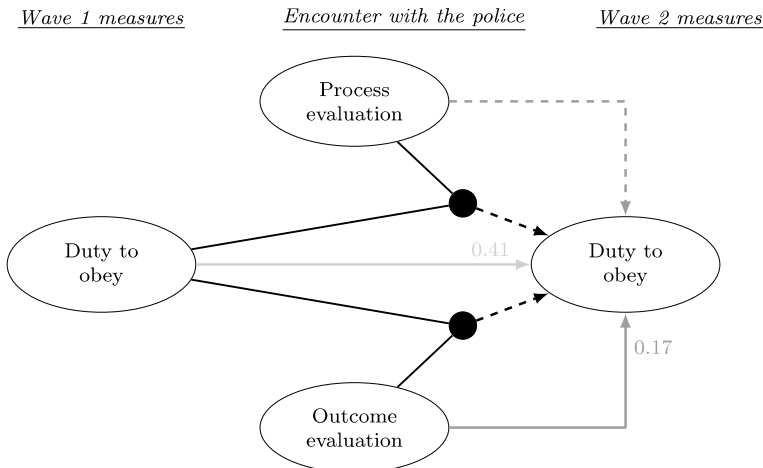 Wave 1 measures
Encounter with the police
Wave 2 measures
Process
evaluation
Duty to
obey
0.41
Duty to
obey
0.17
Outcome
evaluation